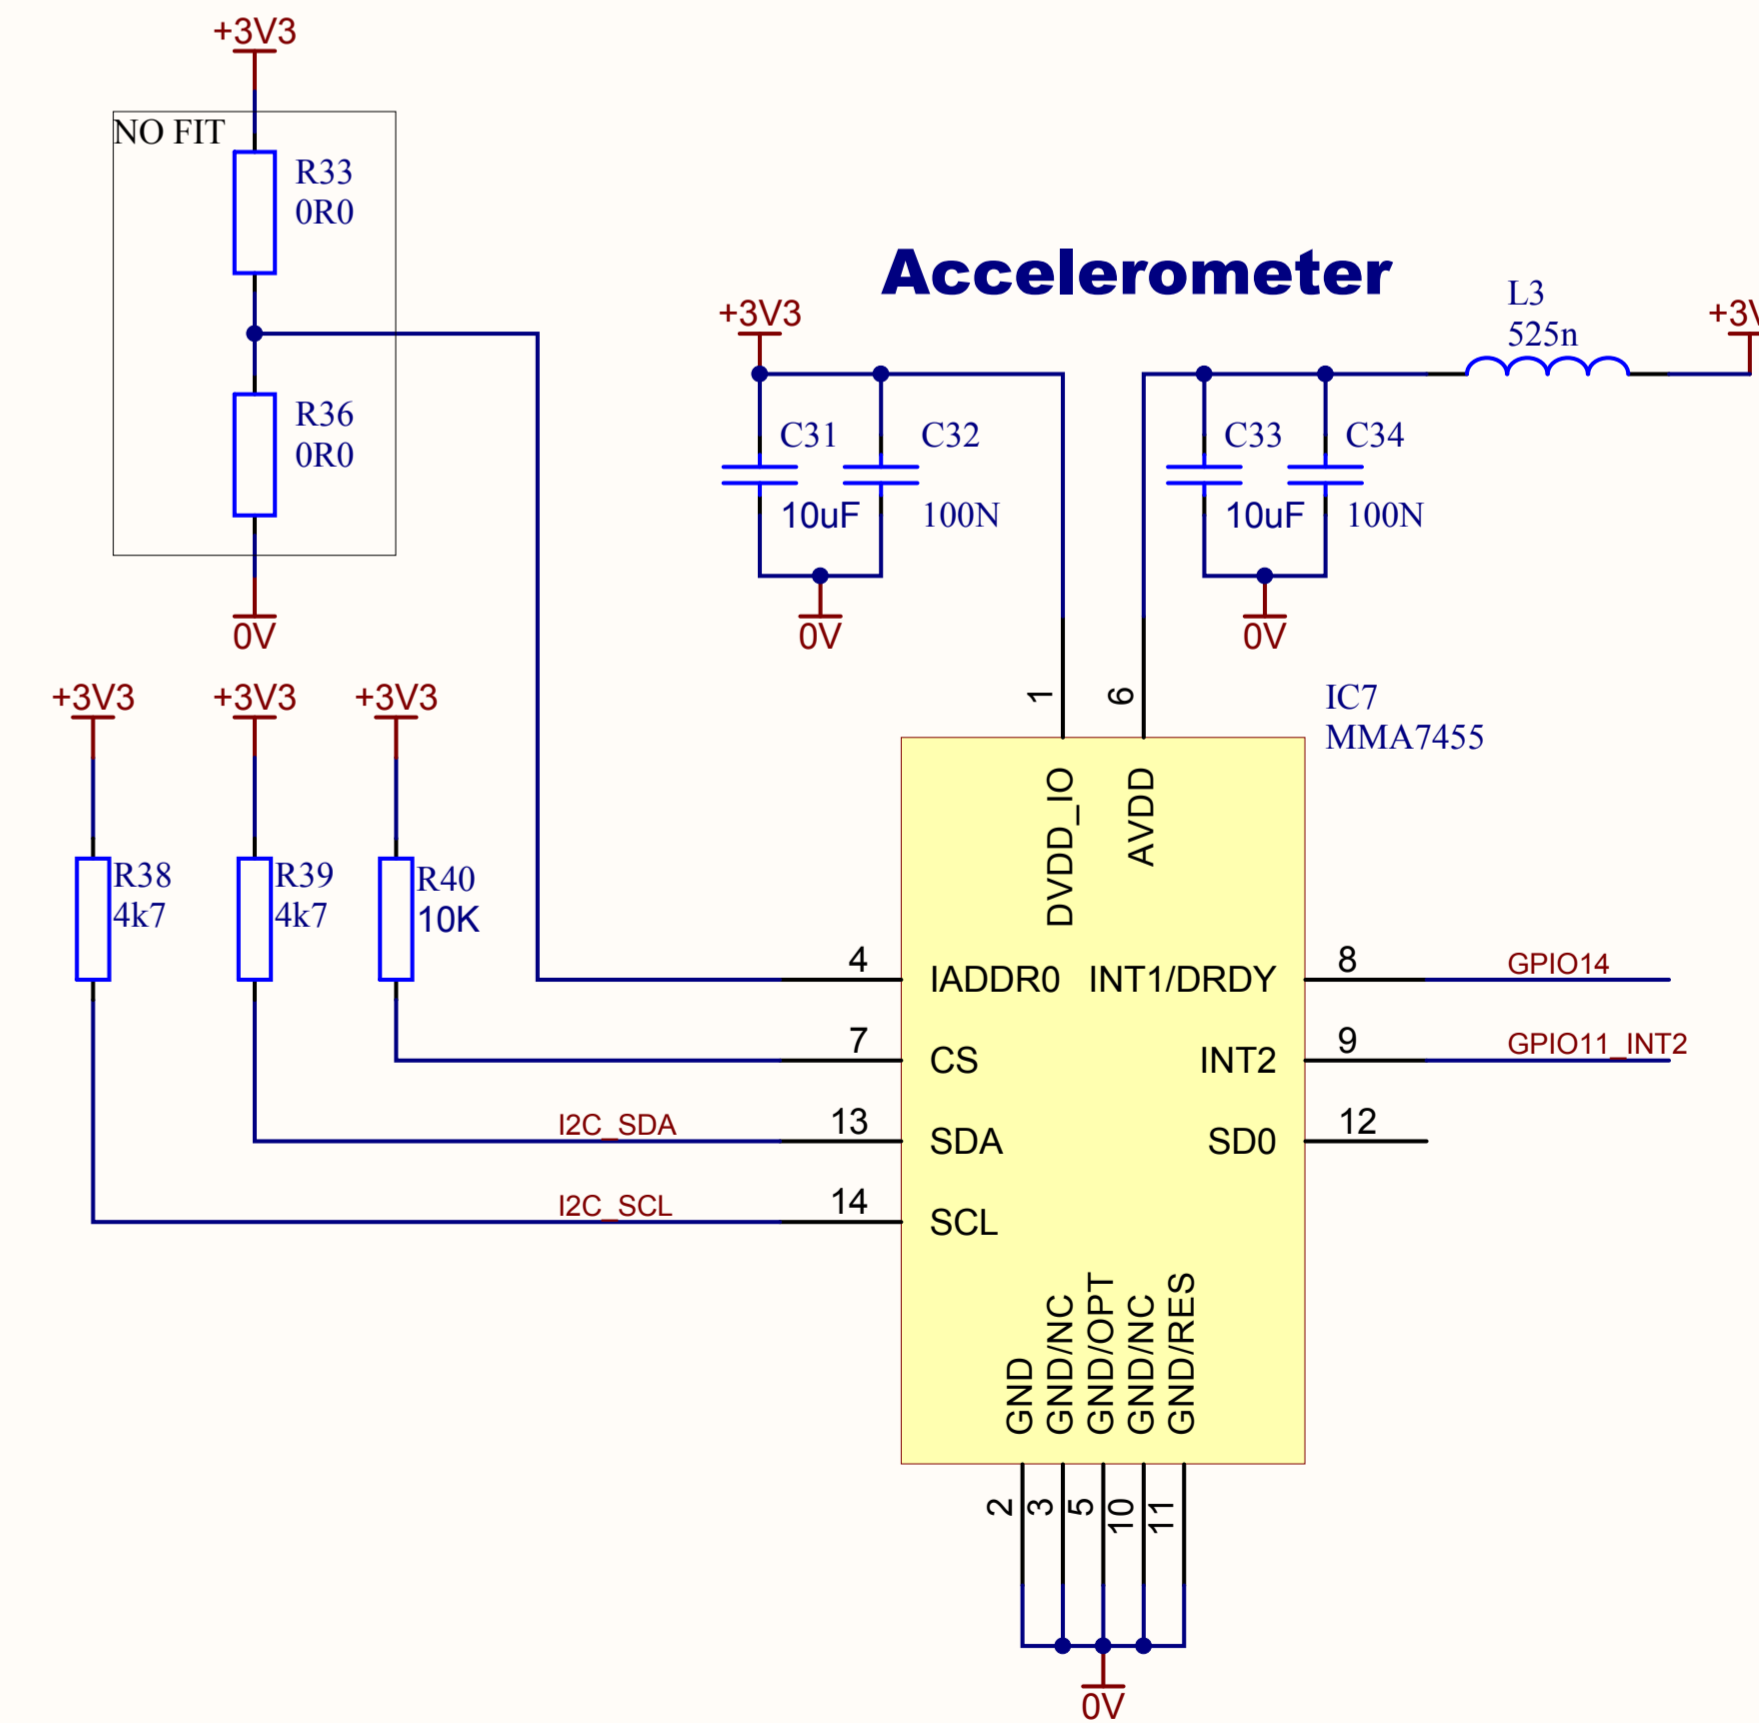 +3V3
NO FIT
R33
0R0
R36
0R0
0V
Accelerometer
+3V3
C31
10uF
C32
100N
0V
L3
525n
+3V
C33
10uF
C34
100N
0V
+3V3
+3V3
+3V3
R38
4k7
R39
4k7
R40
10K
IC7
MMA7455
1
6
DVDD_IO
AVDD
4
IADDR0
INT1/DRDY
8
GPIO14
7
CS
INT2
9
GPIO11_INT2
I2C_SDA
13
SDA
SD0
12
I2C_SCL
14
SCL
GND
GND/NC
GND/OPT
GND/NC
GND/RES
2
3
5
10
11
0V